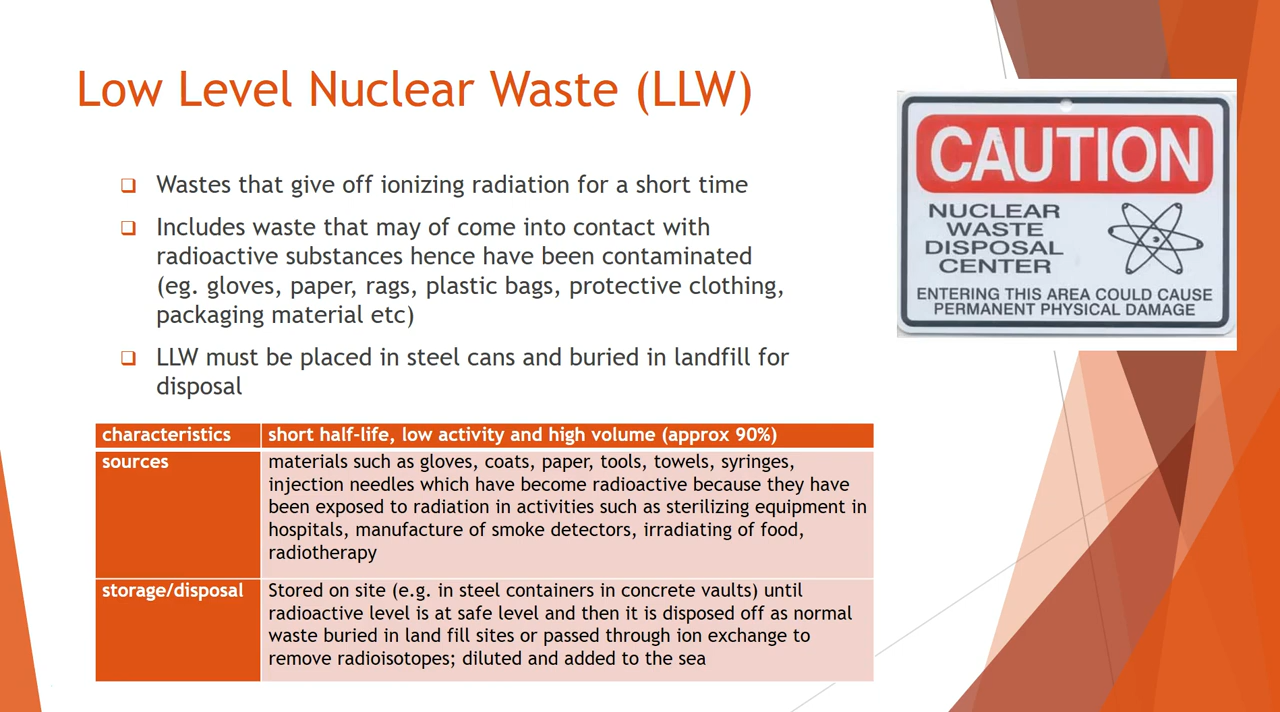 Low Level Nuclear Waste (LLW)
❑ Wastes that give off ionizing radiation for a short time
❑ Includes waste that may of come into contact with
radioactive substances hence have been contaminated
(eg. gloves, paper, rags, plastic bags, protective clothing,
packaging material etc)
❑ LLW must be placed in steel cans and buried in landfill for
disposal
CAUTION
NUCLEAR
WASTE
DISPOSAL
CENTER
ENTERING THIS AREA COULD CAUSE
PERMANENT PHYSICAL DAMAGE
characteristics short half-life, low activity and high volume (approx 90%)
sources materials such as gloves, coats, paper, tools, towels, syringes,
injection needles which have become radioactive because they have
been exposed to radiation in activities such as sterilizing equipment in
hospitals, manufacture of smoke detectors, irradiating of food,
radiotherapy
storage/disposal Stored on site (e.g. in steel containers in concrete vaults) until
radioactive level is at safe level and then it is disposed off as normal
waste buried in land fill sites or passed through ion exchange to
remove radioisotopes; diluted and added to the sea